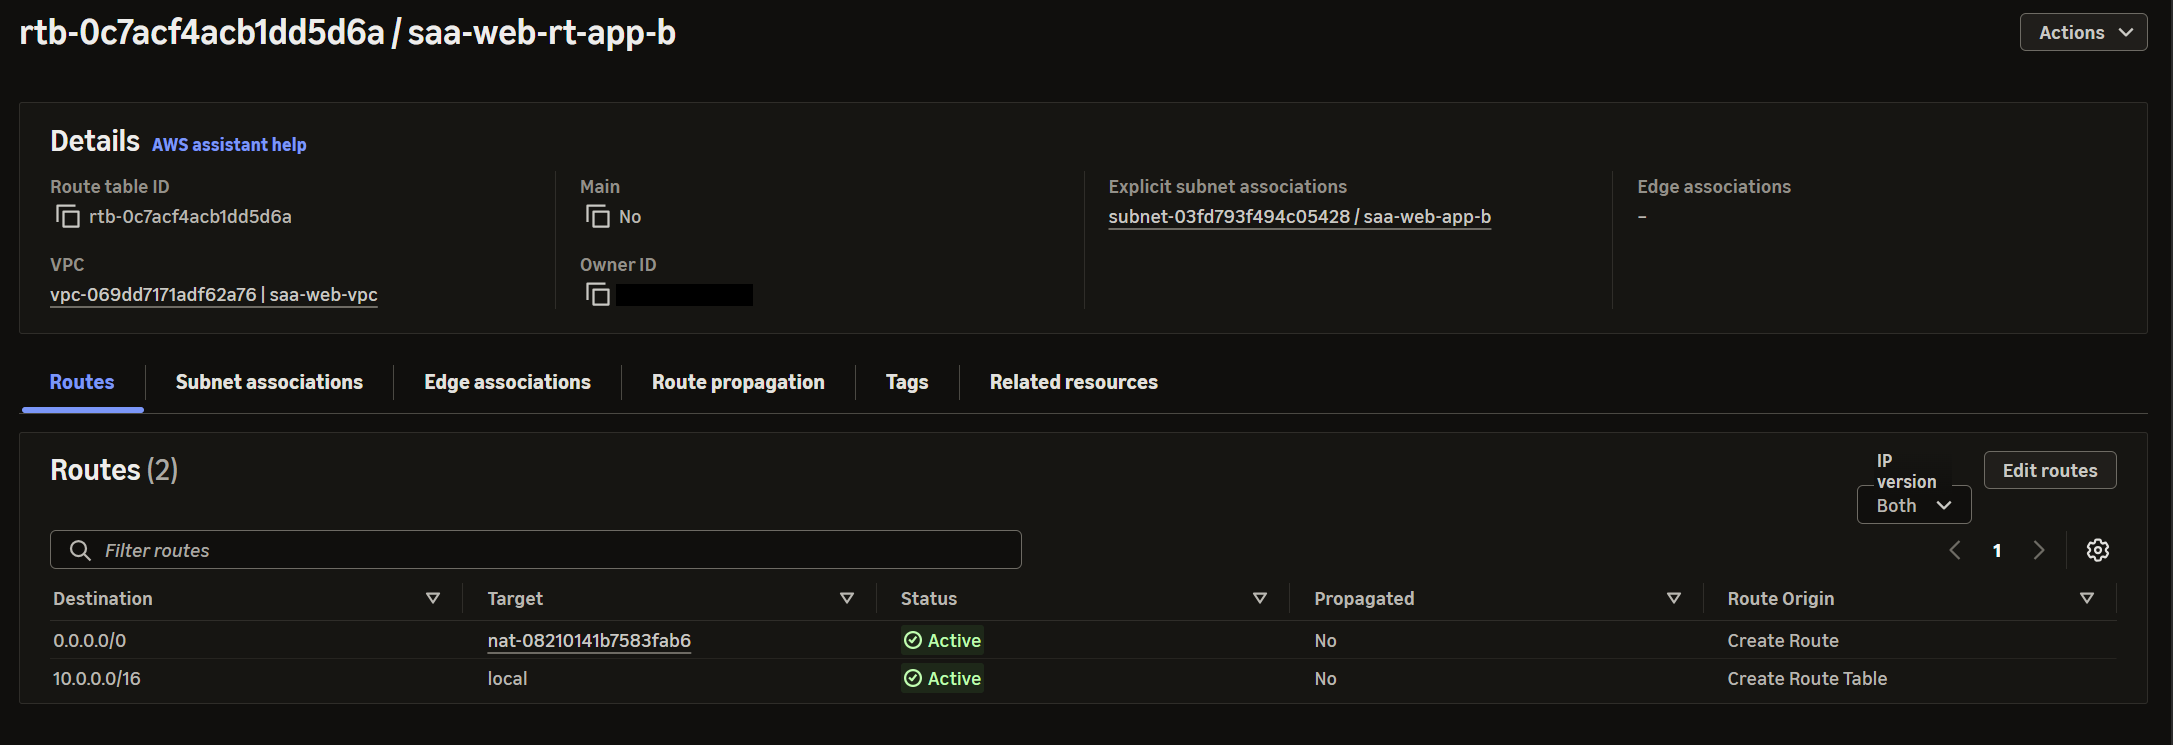 rtb-0c7acf4acb1dd5d6a / saa-web-rt-app-b
Actions
Details AWS assistant help
Route table ID
rtb-0c7acf4acb1dd5d6a
Main
No
Explicit subnet associations
subnet-03fd793f494c05428 / saa-web-app-b
Edge associations
–
VPC
vpc-069dd7171adf62a76 | saa-web-vpc
Owner ID
Routes Subnet associations Edge associations Route propagation Tags Related resources
Routes (2)
IP version
Both
Edit routes
Filter routes
1
Destination Target Status Propagated Route Origin
0.0.0.0/0 nat-08210141b7583fab6 Active No Create Route
10.0.0.0/16 local Active No Create Route Table